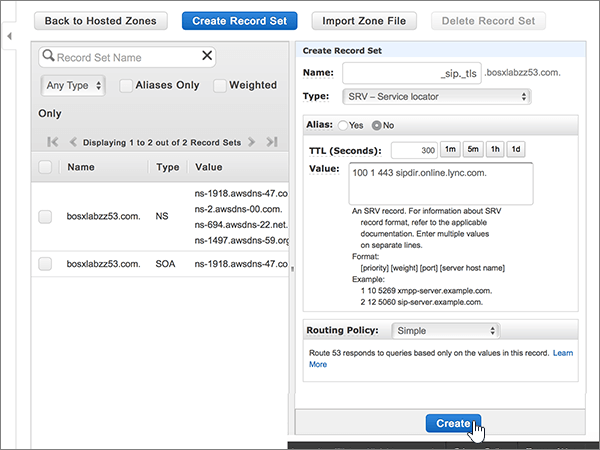 Back to Hosted Zones
Create Record Set
Import Zone File
Delete Record Set
Record Set Name
Any Type
Aliases Only
Weighted
Only
Displaying 1 to 2 out of 2 Record Sets
Name Type Value
bosxlabzz53.com. NS
ns-1918.awsdns-47.co
ns-2.awsdns-00.com.
ns-694.awsdns-22.net.
ns-1497.awsdns-59.org
bosxlabzz53.com. SOA ns-1918.awsdns-47.co
Create Record Set
Name: _sip._tls .bosxlabzz53.com.
Type: SRV – Service locator
Alias: Yes No
TTL (Seconds): 300 1m 5m 1h 1d
Value: 100 1 443 sipdir.online.lync.com.
An SRV record. For information about SRV
record format, refer to the applicable
documentation. Enter multiple values
on separate lines.
Format:
[priority] [weight] [port] [server host name]
Example:
1 10 5269 xmpp-server.example.com.
2 12 5060 sip-server.example.com.
Routing Policy: Simple
Route 53 responds to queries based only on the values in this record. Learn
More
Create